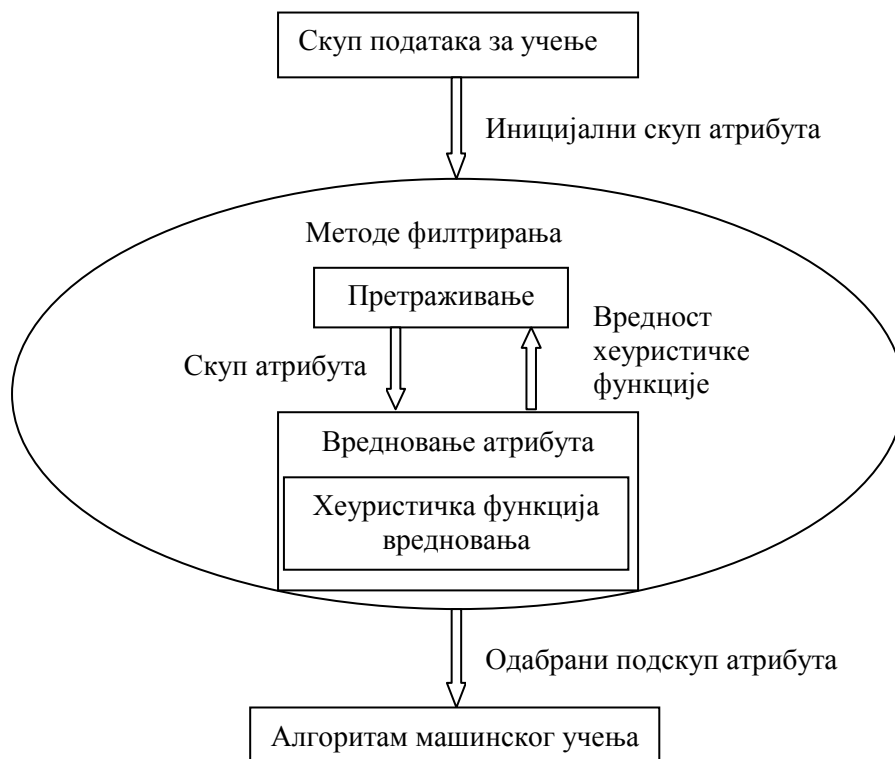 Скуп података за учење
Иницијални скуп атрибута
Методе филтрирања
Претраживање
Скуп атрибута
Вредност
хеуристичке
функције
Вредновање атрибута
Хеуристичка функција
вредновања
Одабрани подскуп атрибута
Алгоритам машинског учења